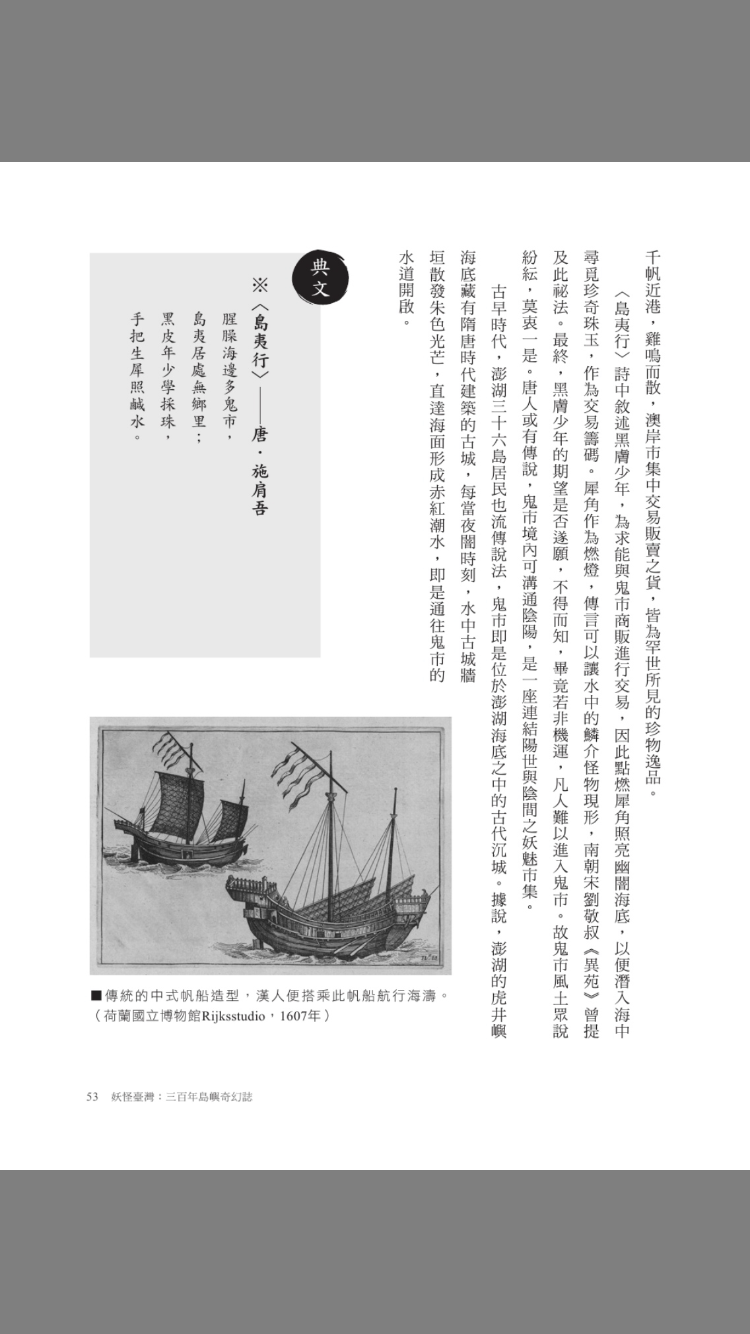 千帆近港，雞鳴而散，澳岸市集中交易販賣之貨，皆為罕世所見的珍物逸品。
〈島夷行〉詩中敘述黑膚少年，為求能與鬼市商販進行交易，因此點燃犀角照亮幽闇海底，以便潛入海中
尋覓珍奇珠玉，作為交易籌碼。犀角作為燃燈，傳言可以讓水中的鱗介怪物現形，南朝宋劉敬叔《異苑》曾提
及此祕法。最終，黑膚少年的期望是否遂願，不得而知，畢竟若非機運，凡人難以進入鬼市。故鬼市風土眾說
紛紜，莫衷一是。唐人或有傳說，鬼市境內可溝通陰陽，是一座連結陽世與陰間之妖魅市集。
古早時代，澎湖三十六島居民也流傳說法，鬼市即是位於澎湖海底之中的古代沉城。據說，澎湖的虎井嶼
海底藏有隋唐時代建築的古城，每當夜闇時刻，水中古城牆
垣散發朱色光芒，直達海面形成赤紅潮水，即是通往鬼市的
水道開啟。
典文
※〈島夷行〉——唐．施肩吾
腥臊海邊多鬼市，
島夷居處無鄉里；
黑皮年少學採珠，
手把生犀照鹹水。
■傳統的中式帆船造型，漢人便搭乘此帆船航行海濤。
（荷蘭國立博物館Rijksstudio，1607年）
53 妖怪臺灣：三百年島嶼奇幻誌